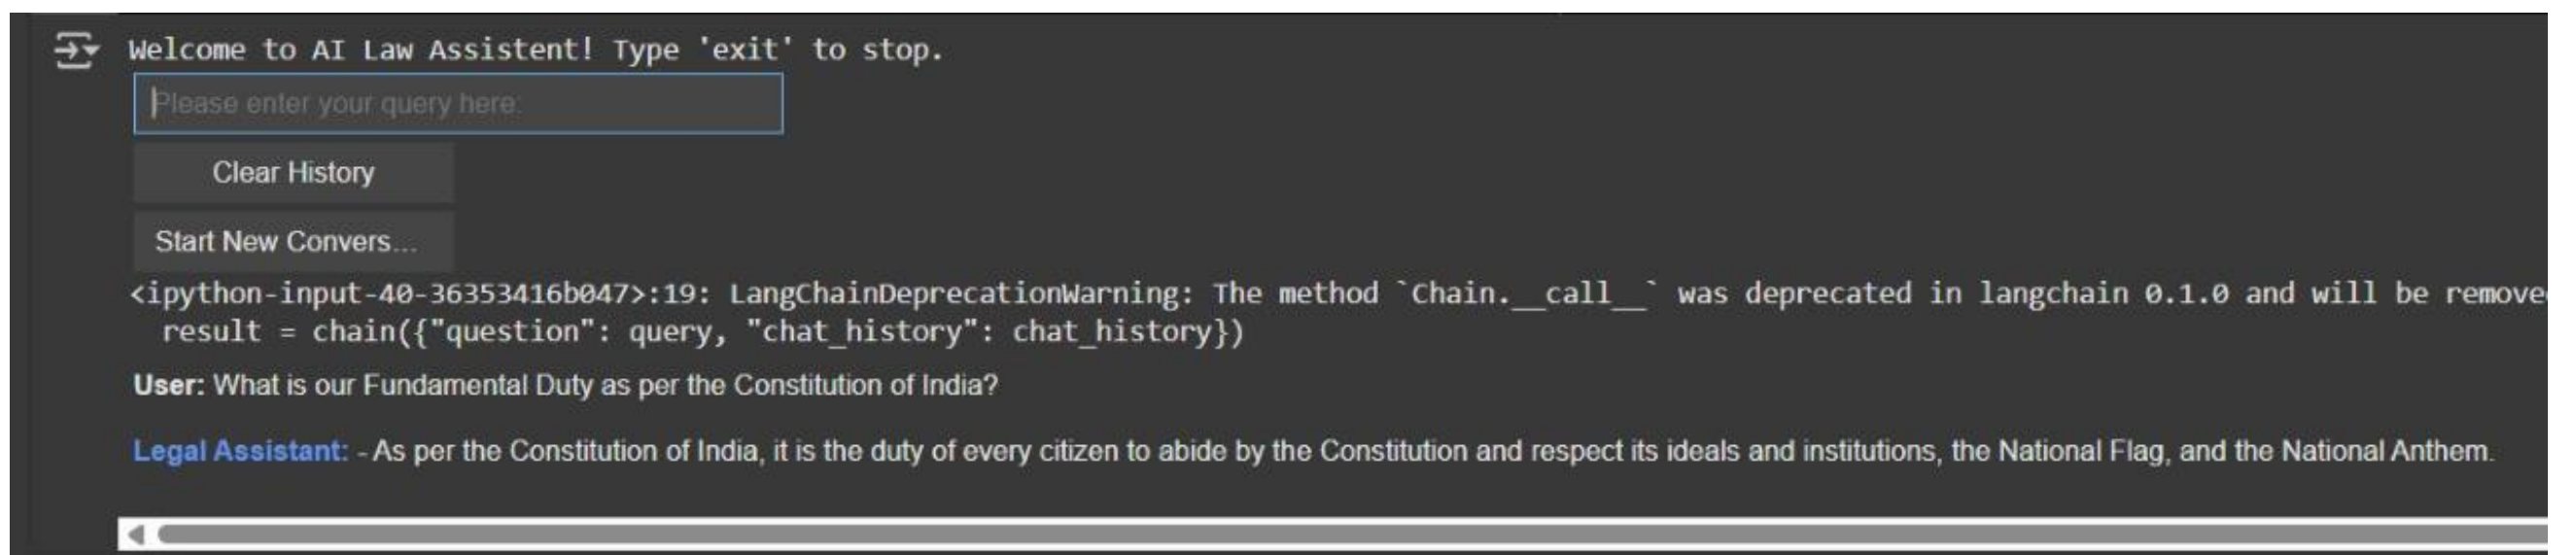 Welcome to AI Law Assistent! Type 'exit' to stop.
Please enter your query here:
Clear History
Start New Convers...
<ipython-input-40-36353416b047>:19: LangChainDeprecationWarning: The method `Chain.__call__` was deprecated in langchain 0.1.0 and will be remove
result = chain({"question": query, "chat_history": chat_history})
User: What is our Fundamental Duty as per the Constitution of India?
Legal Assistant: - As per the Constitution of India, it is the duty of every citizen to abide by the Constitution and respect its ideals and institutions, the National Flag, and the National Anthem.